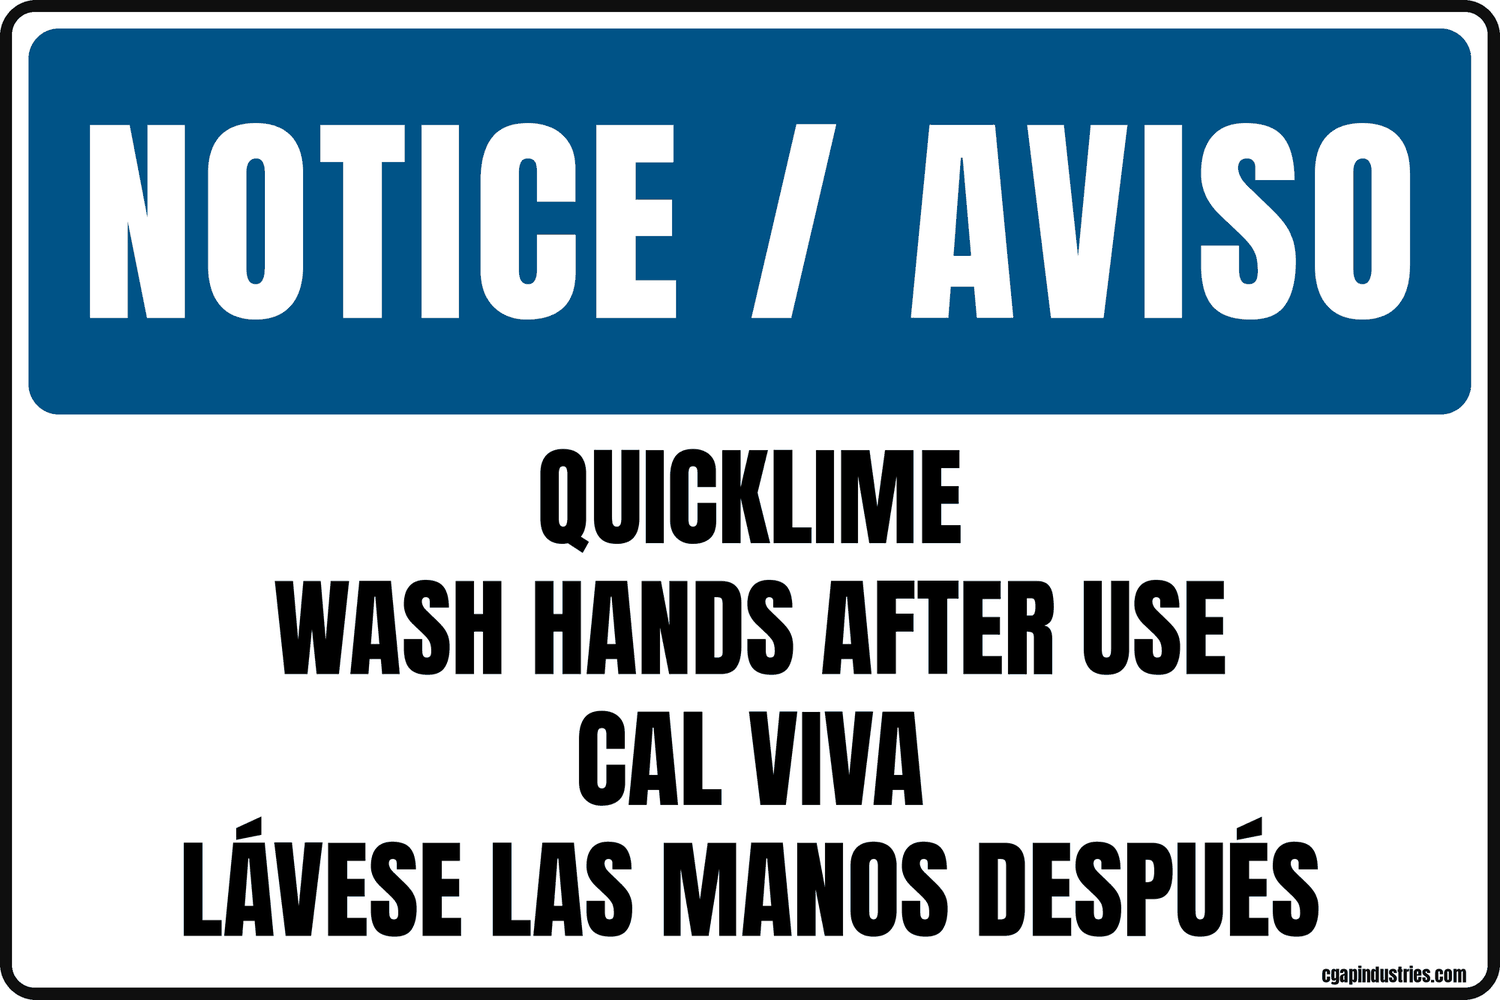 NOTICE / AVISO
QUICKLIME
WASH HANDS AFTER USE
CAL VIVA
LÁVESE LAS MANOS DESPUÉS
cgapindustries.com